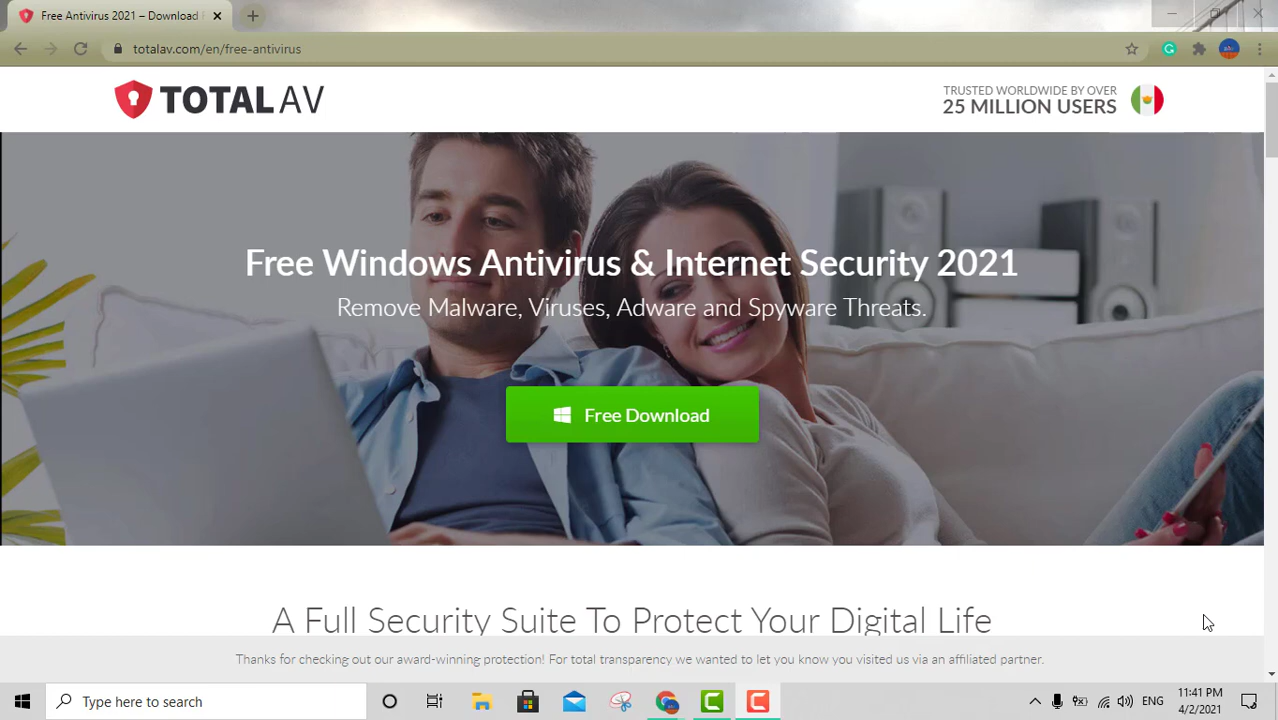 Free Antivirus 2021 – Download
totalav.com/en/free-antivirus
TOTAL AV
TRUSTED WORLDWIDE BY OVER
25 MILLION USERS
Free Windows Antivirus & Internet Security 2021
Remove Malware, Viruses, Adware and Spyware Threats.
Free Download
A Full Security Suite To Protect Your Digital Life
Thanks for checking out our award-winning protection! For total transparency we wanted to let you know you visited us via an affiliated partner.
Type here to search
ENG
11:41 PM
4/2/2021